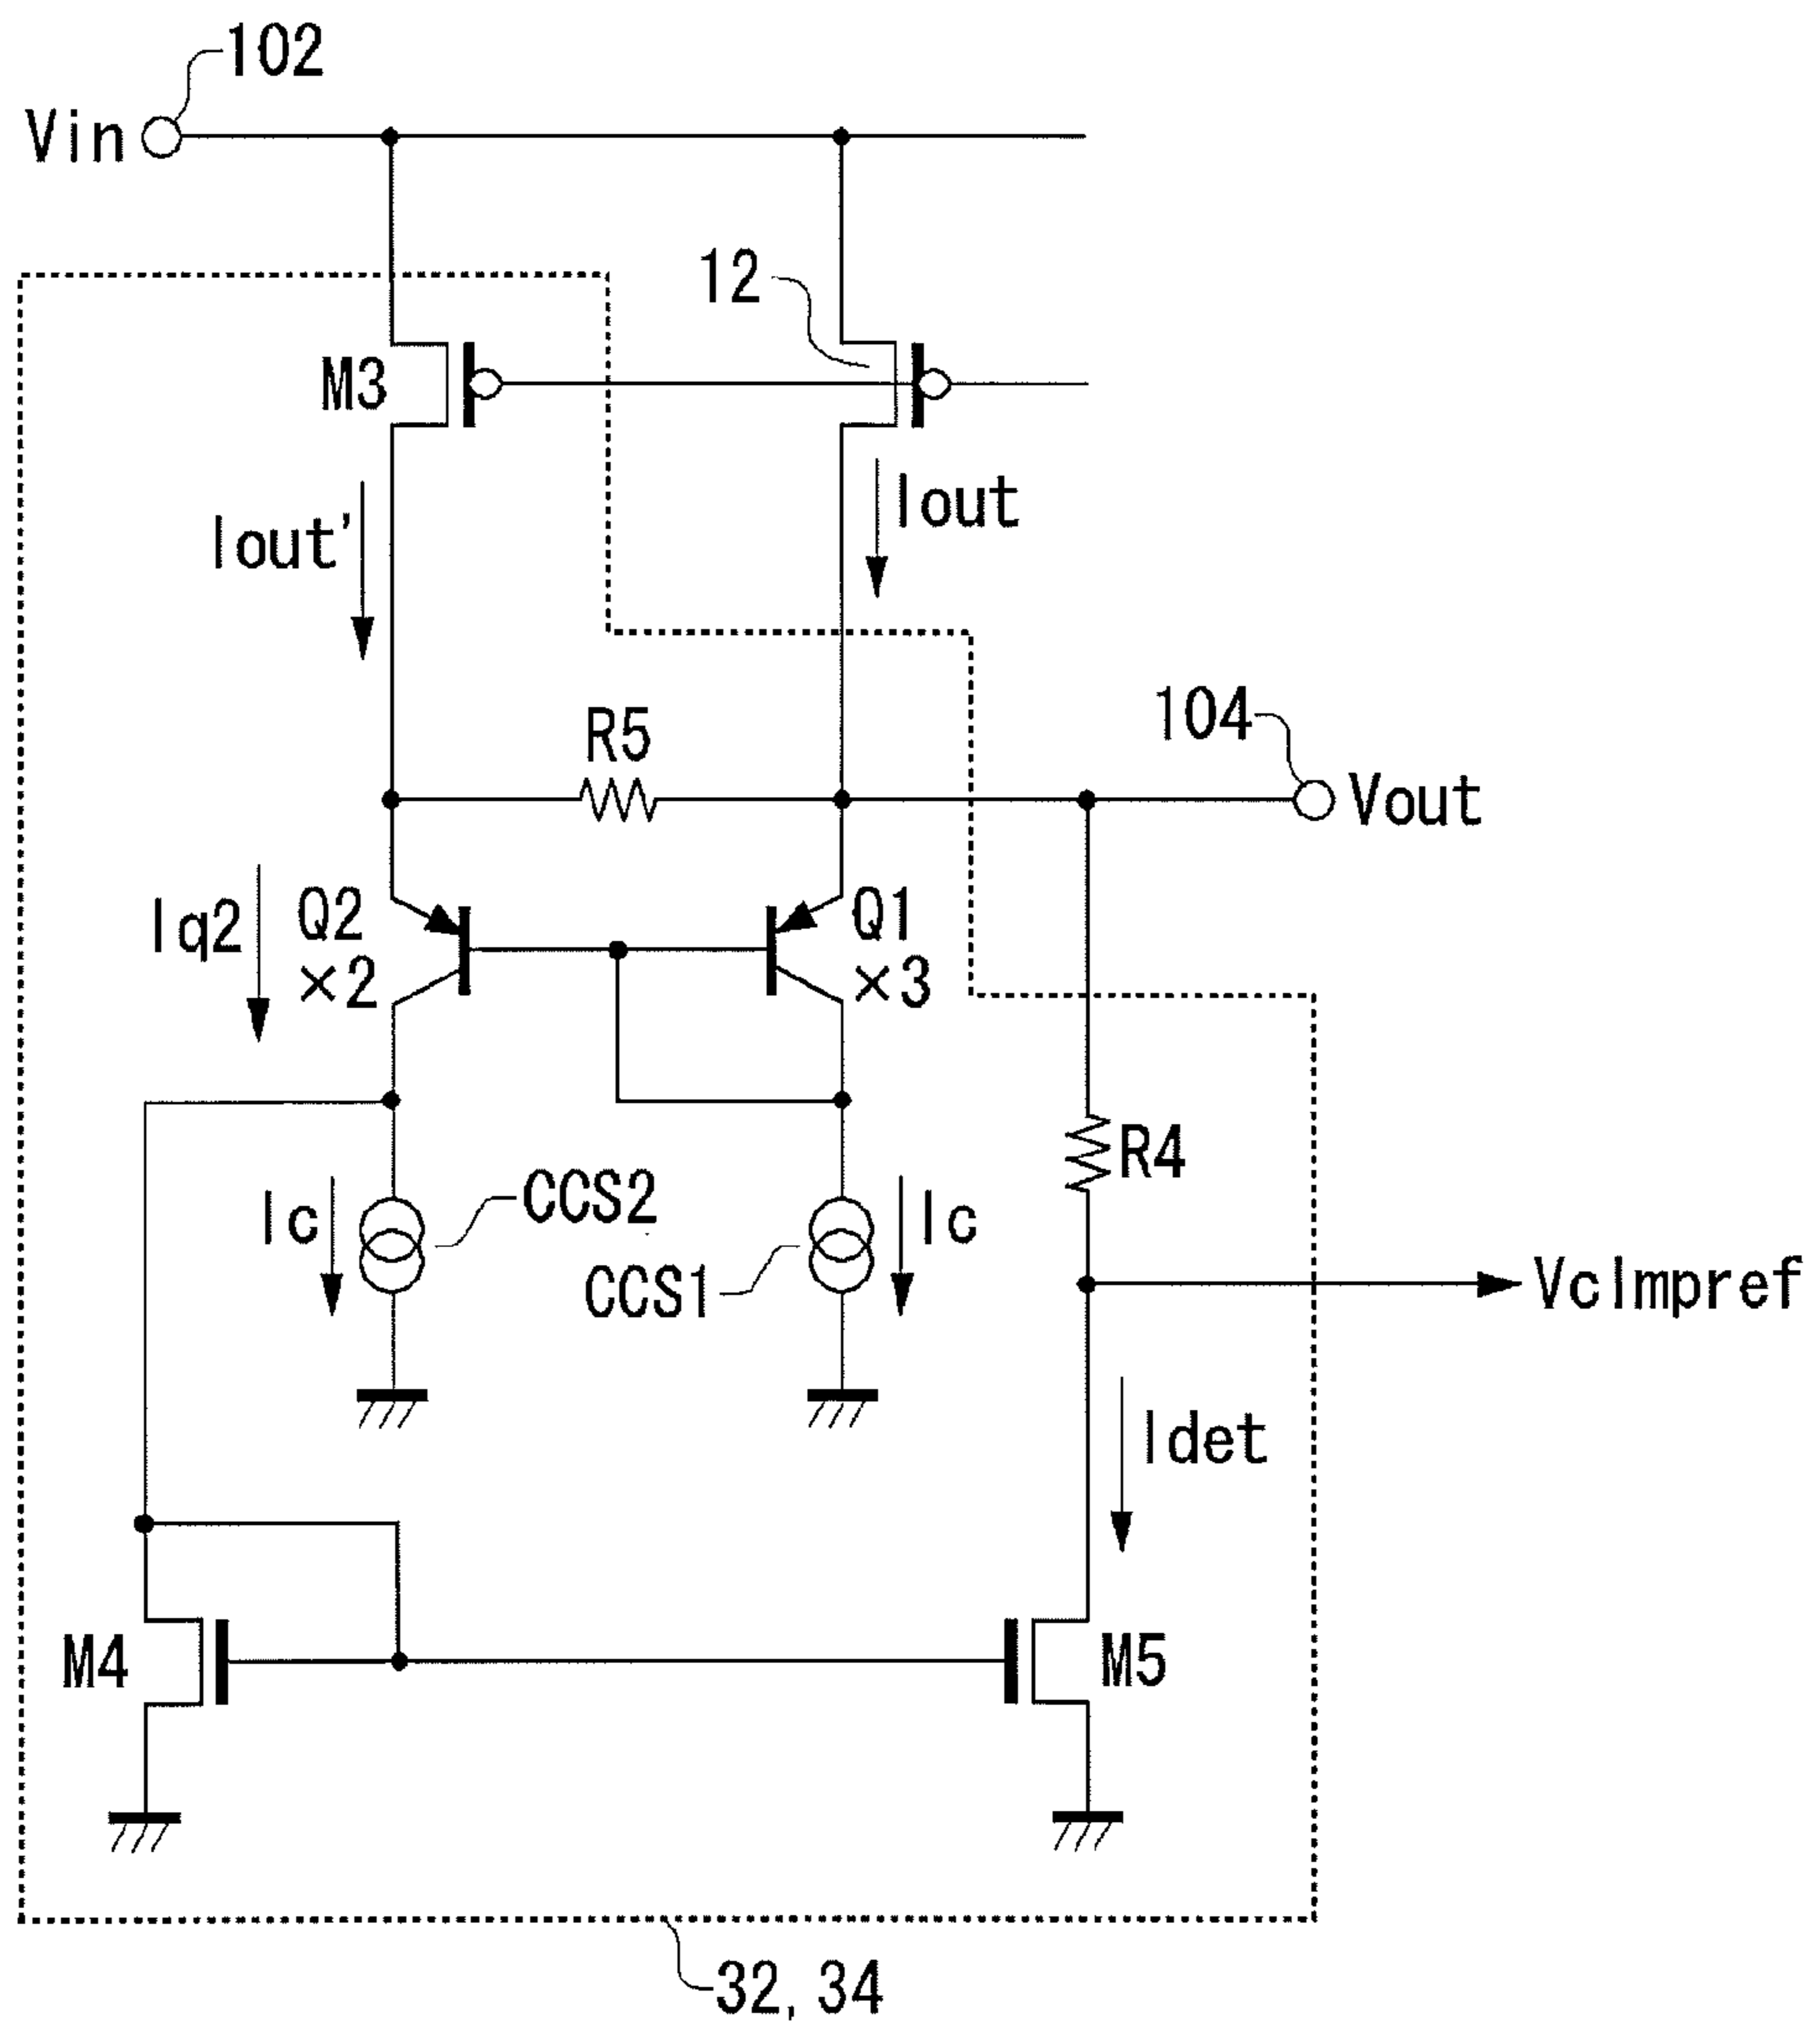 102
Vin
12
M3
Iout
Iout'
R5
104
Vout
Iq2
Q2
×2
Q1
×3
R4
Ic
CCS2
CCS1
Ic
Vclmpref
Idet
M4
M5
32, 34